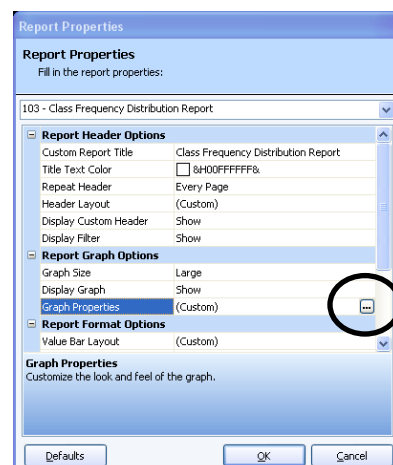 Report Properties
Report Properties
Fill in the report properties:
103 - Class Frequency Distribution Report
Report Header Options
Custom Report Title Class Frequency Distribution Report
Title Text Color &H00FFFFFF&
Repeat Header Every Page
Header Layout (Custom)
Display Custom Header Show
Display Filter Show
Report Graph Options
Graph Size Large
Display Graph Show
Graph Properties (Custom) ...
Report Format Options
Value Bar Layout (Custom)
Graph Properties
Customize the look and feel of the graph.
Defaults OK Cancel